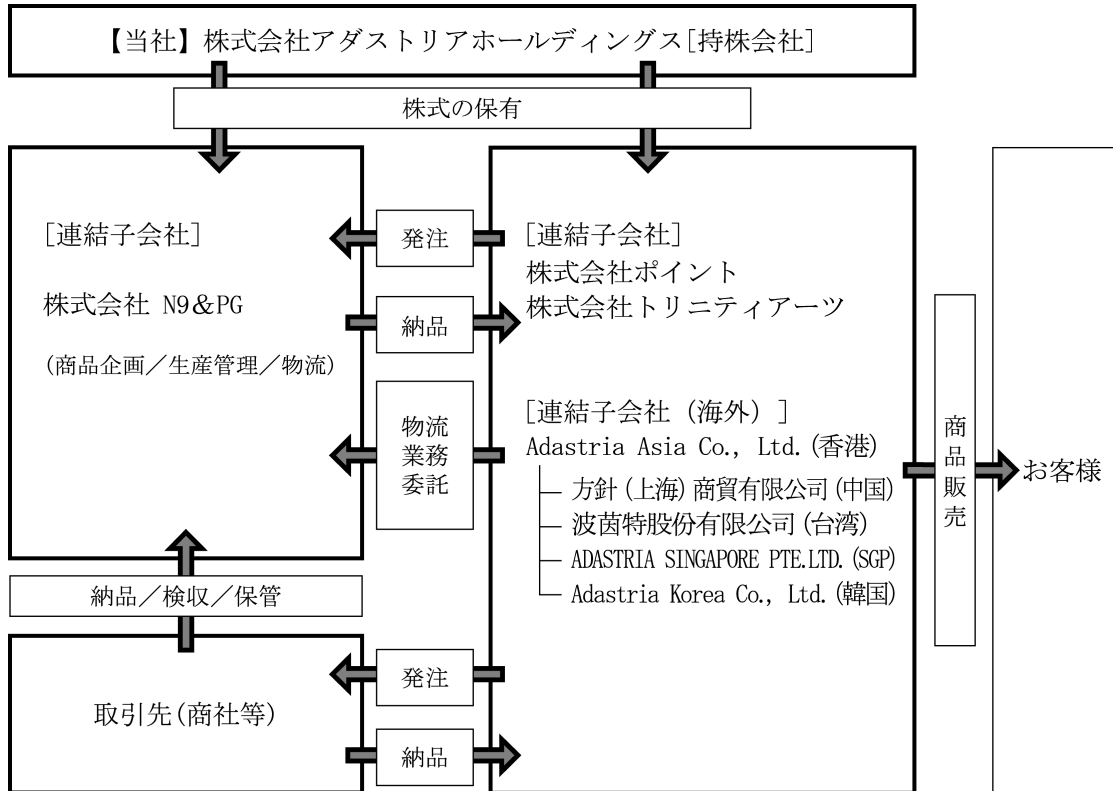 【当社】株式会社アダストリアホールディングス[持株会社]
株式の保有
[連結子会社]
株式会社 N9&PG
(商品企画／生産管理／物流)
発注
納品
物流
業務
委託
[連結子会社]
株式会社ポイント
株式会社トリニティアーツ
[連結子会社（海外）]
Adastria Asia Co., Ltd.(香港)
方針(上海)商貿有限公司(中国)
波茵特股份有限公司(台湾)
ADASTRIA SINGAPORE PTE.LTD.(SGP)
Adastria Korea Co., Ltd.(韓国)
商品販売
お客様
納品／検収／保管
取引先(商社等)
発注
納品